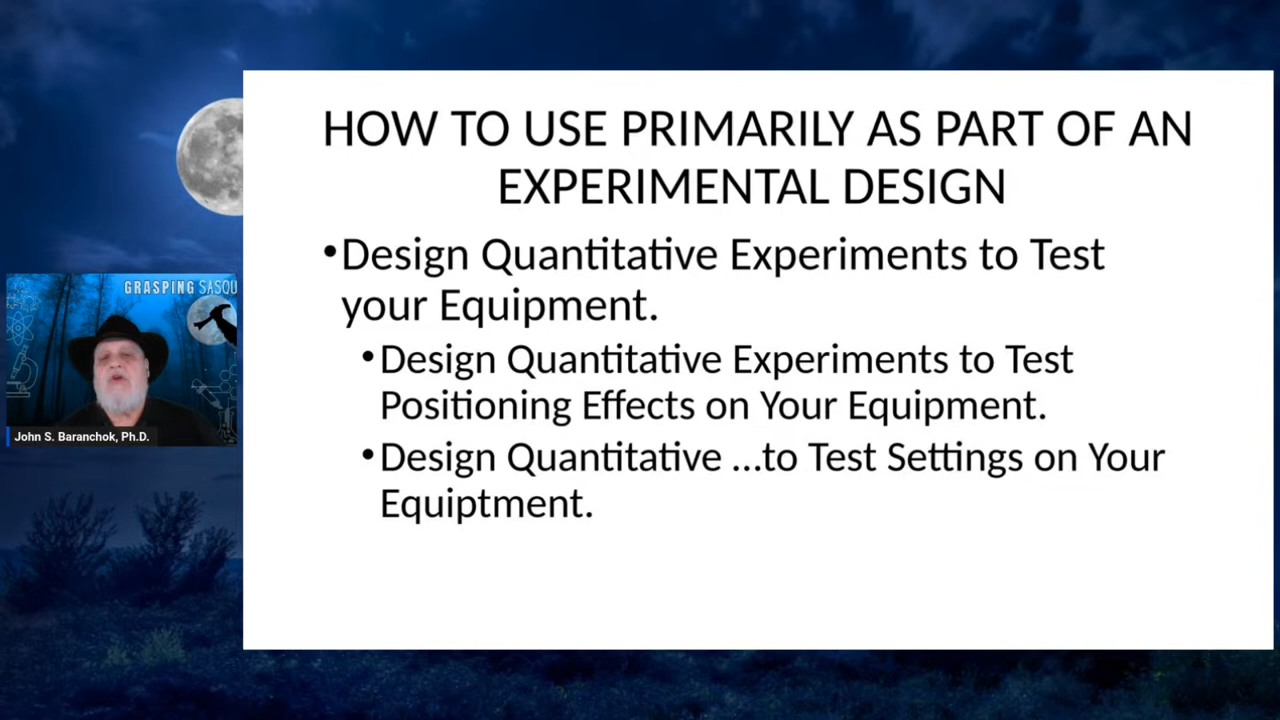 HOW TO USE PRIMARILY AS PART OF AN
EXPERIMENTAL DESIGN
•Design Quantitative Experiments to Test
your Equipment.
•Design Quantitative Experiments to Test
Positioning Effects on Your Equipment.
•Design Quantitative ...to Test Settings on Your
Equiptment.
GRASPING SASQU
John S. Baranchok, Ph.D.